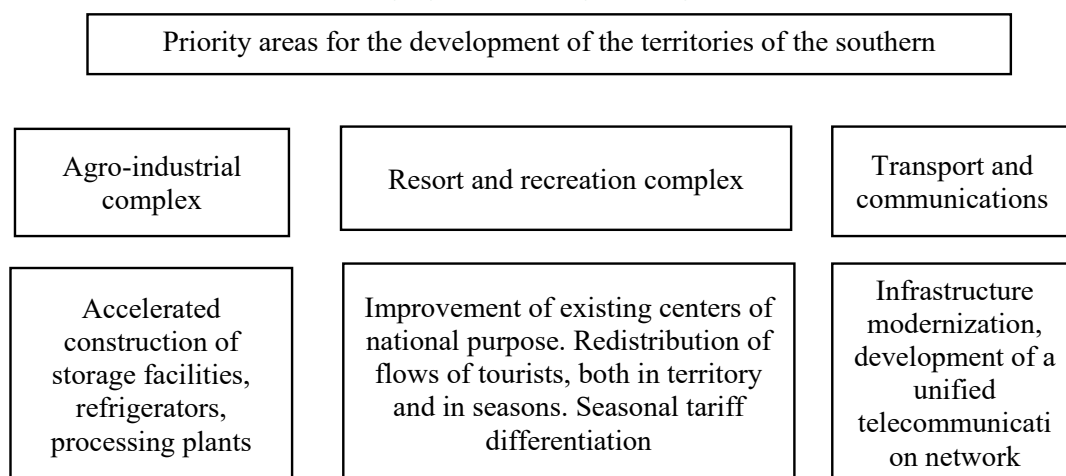 Priority areas for the development of the territories of the southern
Agro-industrial
complex
Resort and recreation complex
Transport and
communications
Accelerated
construction of
storage facilities,
refrigerators,
processing plants
Improvement of existing centers of
national purpose. Redistribution of
flows of tourists, both in territory
and in seasons. Seasonal tariff
differentiation
Infrastructure
modernization,
development of a
unified
telecommunicati
on network